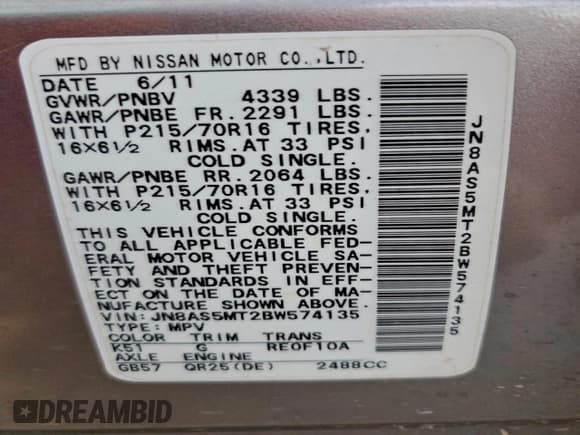 MFD BY NISSAN MOTOR CO.,LTD.
DATE 6/11
GVWR/PNBV 4339 LBS.
GAWR/PNBE FR. 2291 LBS.
WITH P215/70R16 TIRES,
16X6½ RIMS. AT 33 PSI
COLD SINGLE.
GAWR/PNBE RR. 2064 LBS.
WITH P215/70R16 TIRES,
16X6½ RIMS. AT 33 PSI
COLD SINGLE.
THIS VEHICLE CONFORMS
TO ALL APPLICABLE FED-
ERAL MOTOR VEHICLE SA-
FETY AND THEFT PREVEN-
TION STANDARDS IN EFF-
ECT ON THE DATE OF MA-
NUFACTURE SHOWN ABOVE.
VIN: JN8AS5MT2BW574135
TYPE: MPV
COLOR TRIM TRANS
K51 G RE0F10A
AXLE ENGINE
GB57 QR25(DE) 2488CC
JN8AS5MT2BW574135
DREAMBID